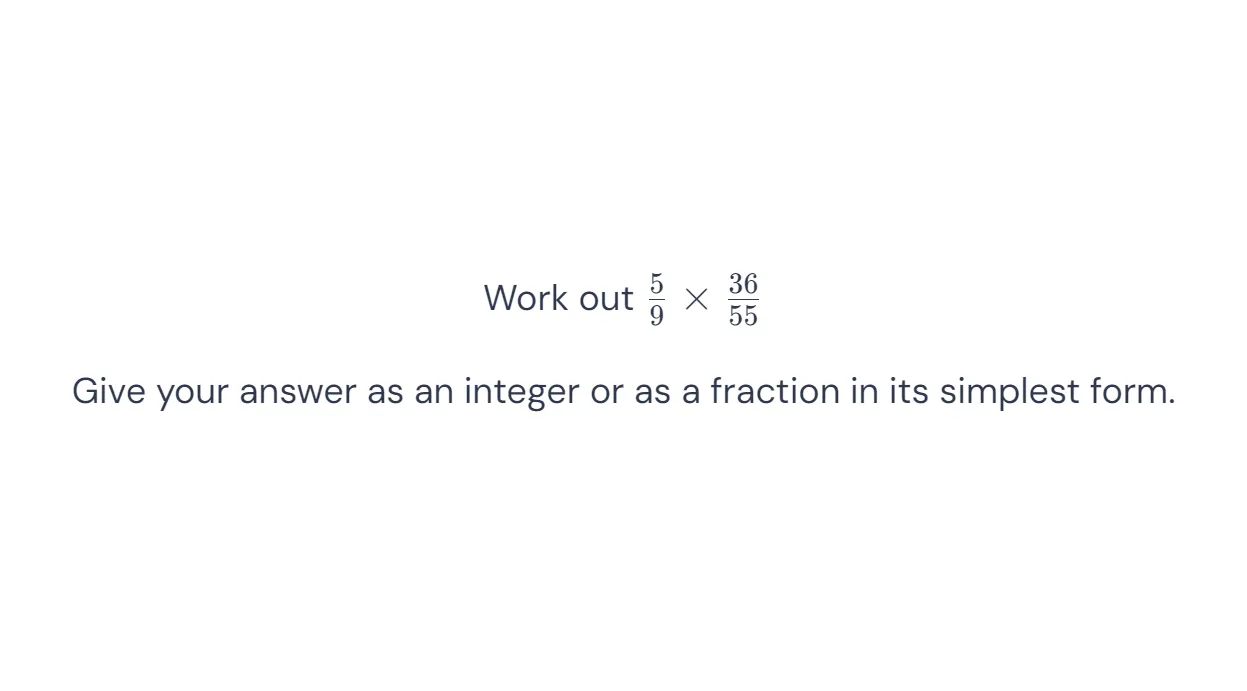 Work out $\frac{5}{9} \times \frac{36}{55}$
Give your answer as an integer or as a fraction in its simplest form.